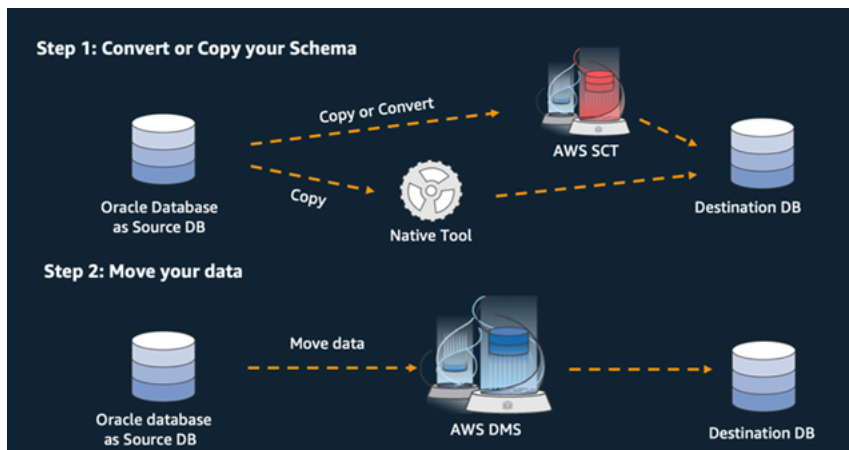 Step 1: Convert or Copy your Schema
Copy or Convert
AWS SCT
Oracle Database
as Source DB
Copy
Native Tool
Destination DB
Step 2: Move your data
Move data
Oracle database
as Source DB
AWS DMS
Destination DB